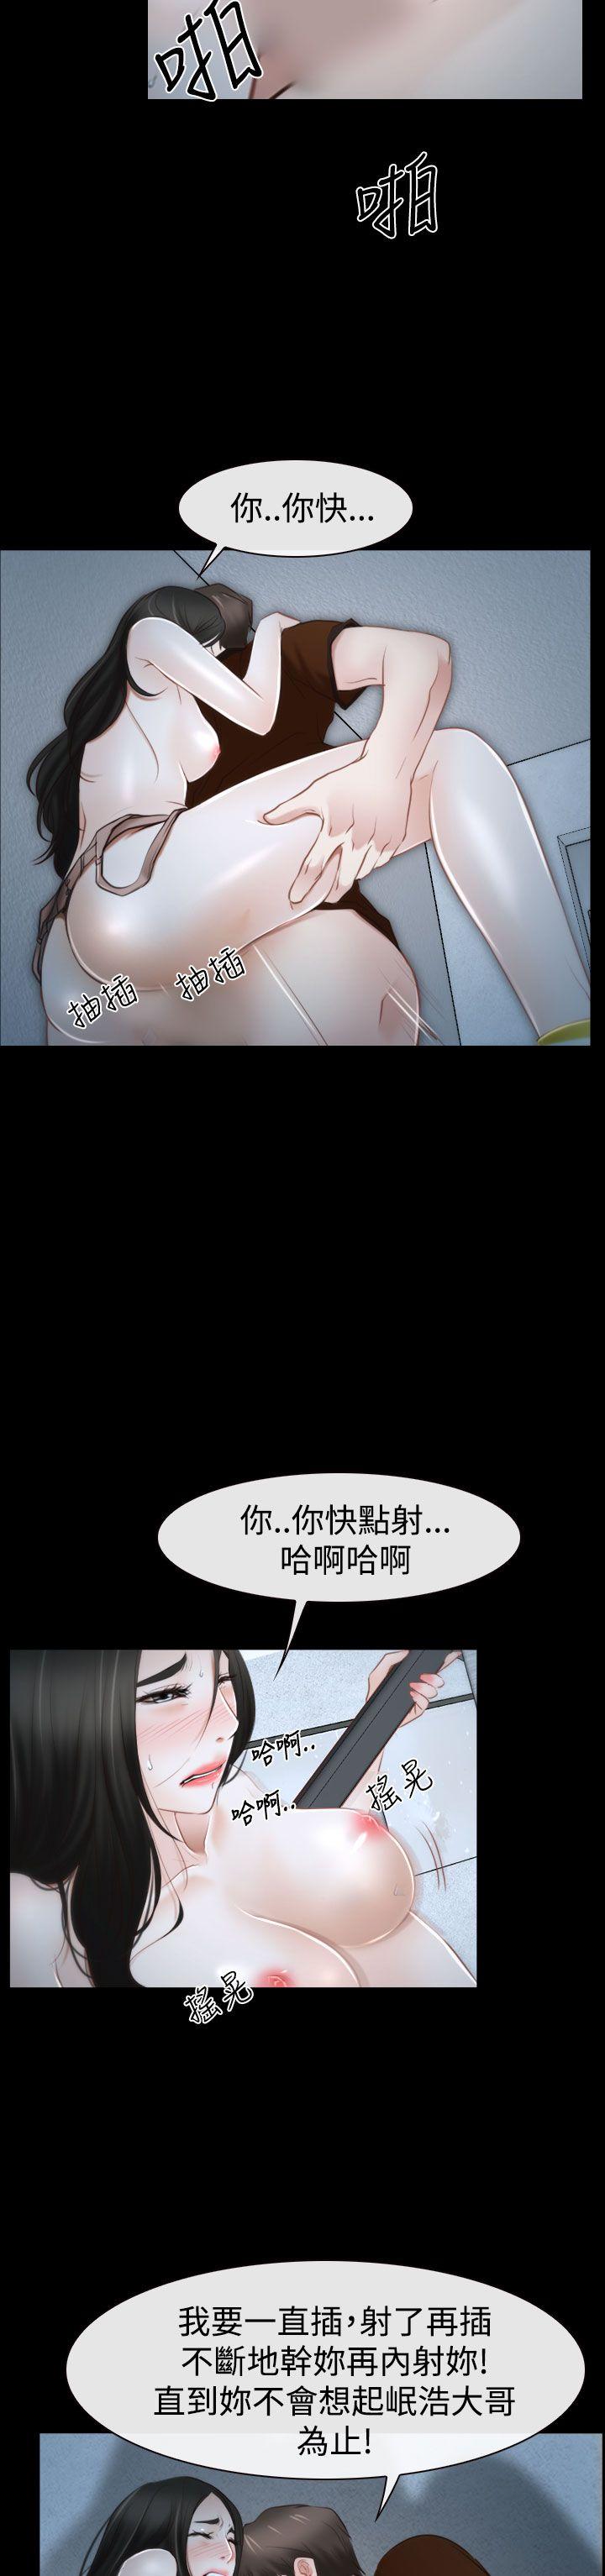 啪
啪
你..你快...
抽插
抽插
你..你快點射...
哈啊哈啊
哈啊..
哈啊..
搖晃
搖晃
我要一直插，射了再插
不斷地幹妳再內射妳!
直到妳不會想起岷浩大哥
為止!